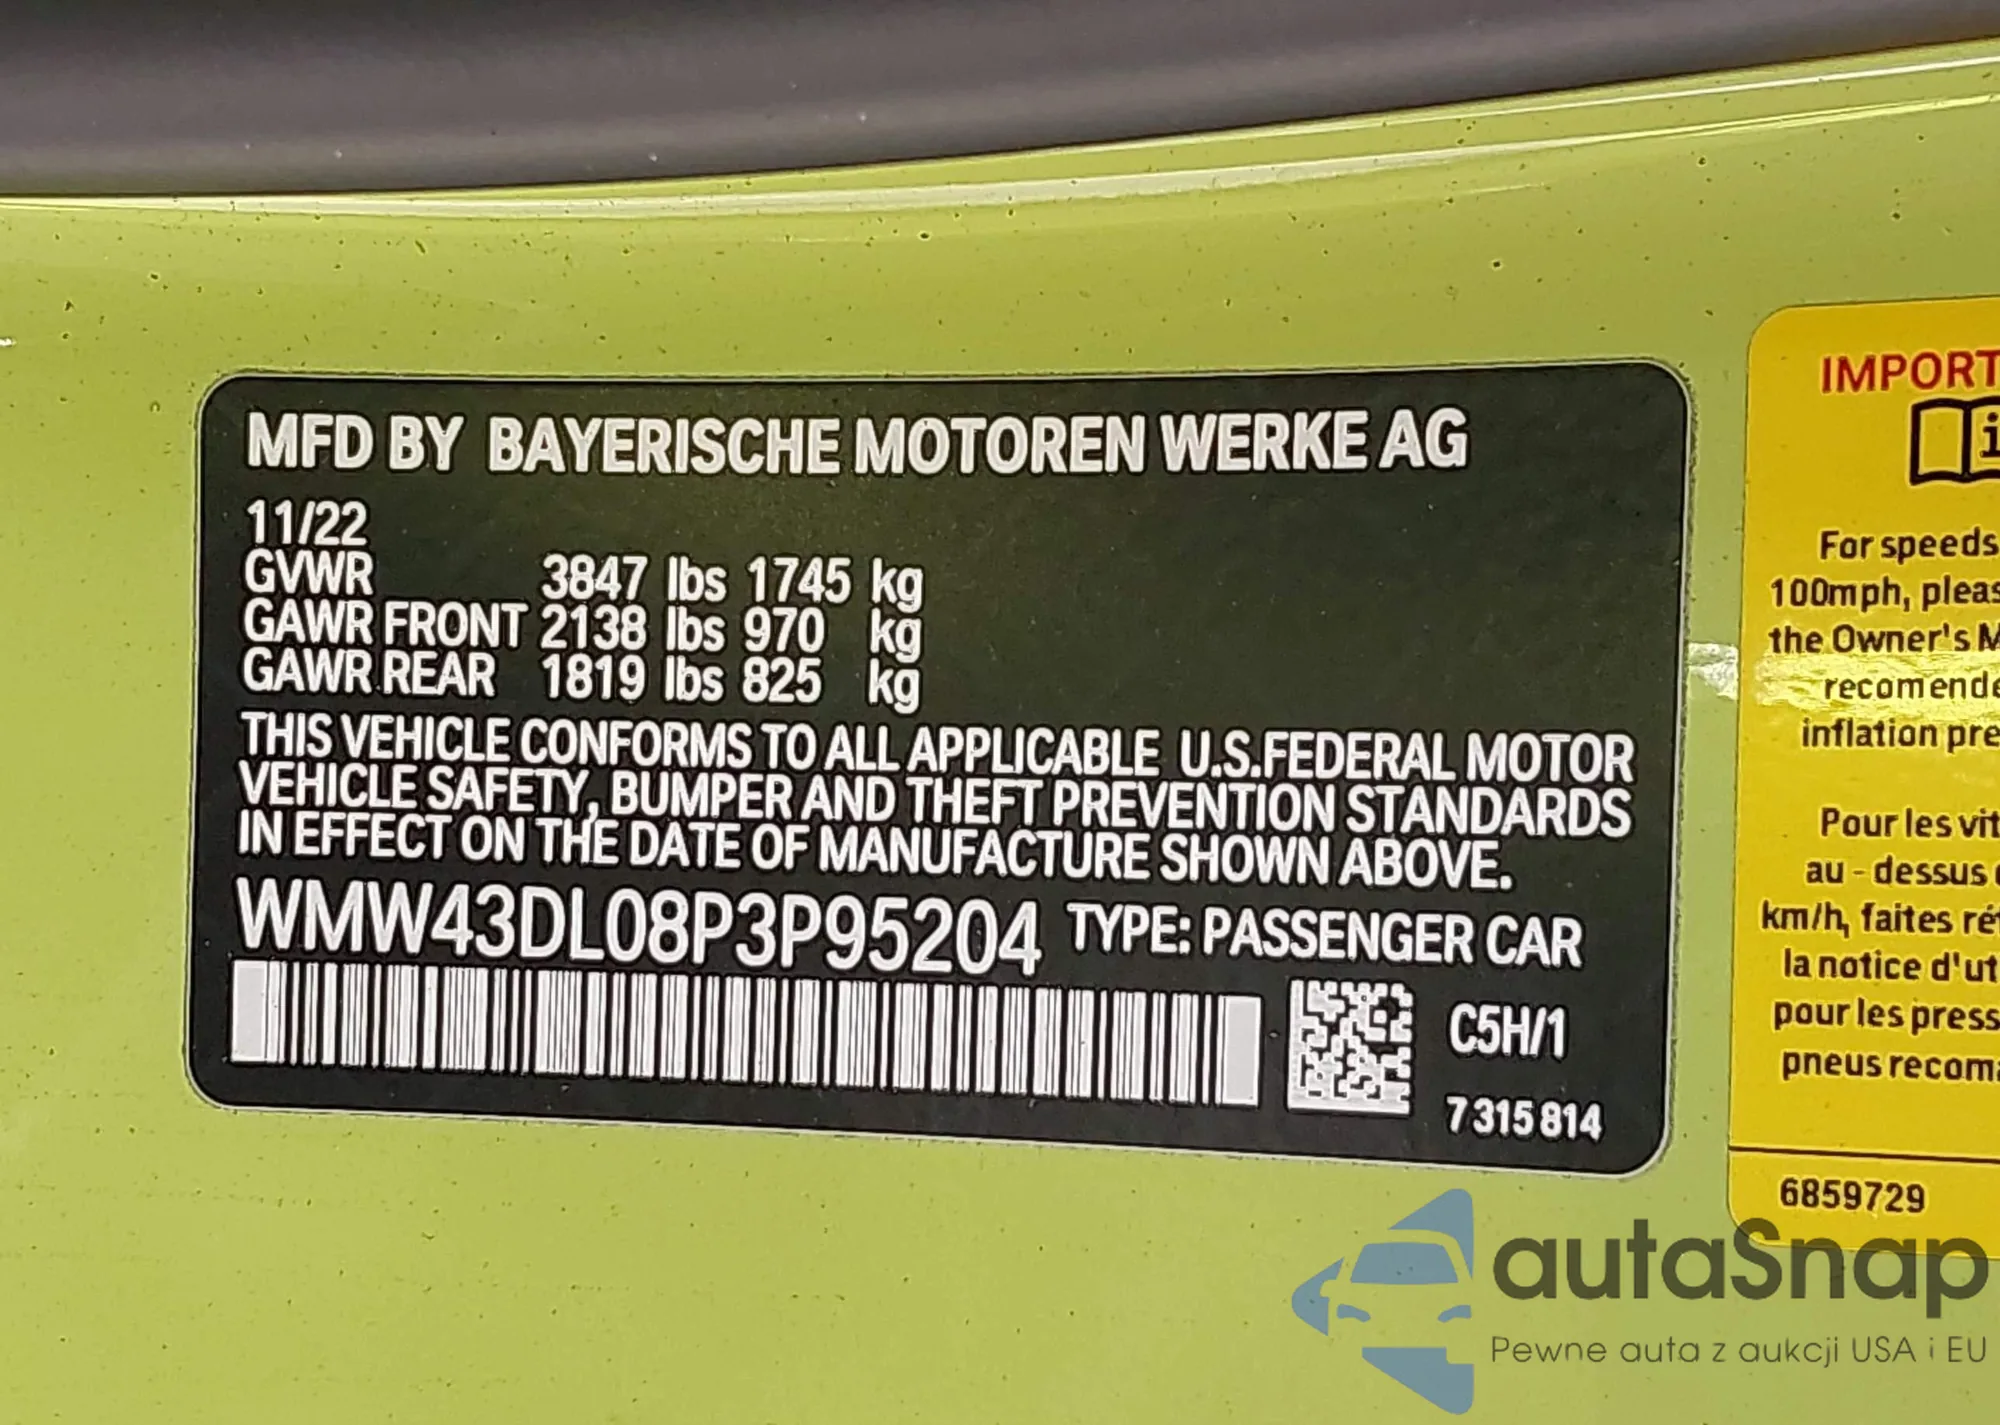 MFD BY BAYERISCHE MOTOREN WERKE AG
11/22
GVWR 3847 lbs 1745 kg
GAWR FRONT 2138 lbs 970 kg
GAWR REAR 1819 lbs 825 kg
THIS VEHICLE CONFORMS TO ALL APPLICABLE U.S.FEDERAL MOTOR
VEHICLE SAFETY, BUMPER AND THEFT PREVENTION STANDARDS
IN EFFECT ON THE DATE OF MANUFACTURE SHOWN ABOVE.
WMW43DL08P3P95204 TYPE: PASSENGER CAR
C5H/1
7315814
IMPORT
For speeds
100mph, pleas
the Owner's M
recomende
inflation pre
Pour les vit
au - dessus
km/h, faites ré
la notice d'ut
pour les press
pneus recom
6859729
autaSnap
Pewne auta z aukcji USA i EU